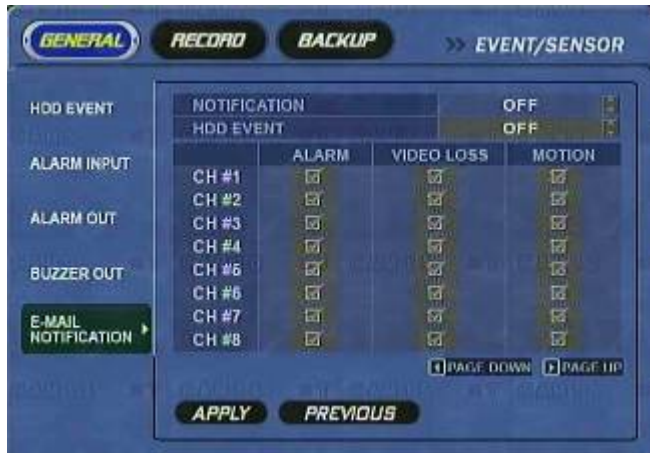 GENERAL RECORD BACKUP >> EVENT/SENSOR
HDD EVENT
ALARM INPUT
ALARM OUT
BUZZER OUT
E-MAIL
NOTIFICATION
NOTIFICATION OFF
HDD EVENT OFF
ALARM VIDEO LOSS MOTION
CH #1
CH #2
CH #3
CH #4
CH #5
CH #6
CH #7
CH #8
PAGE DOWN PAGE UP
APPLY PREVIOUS